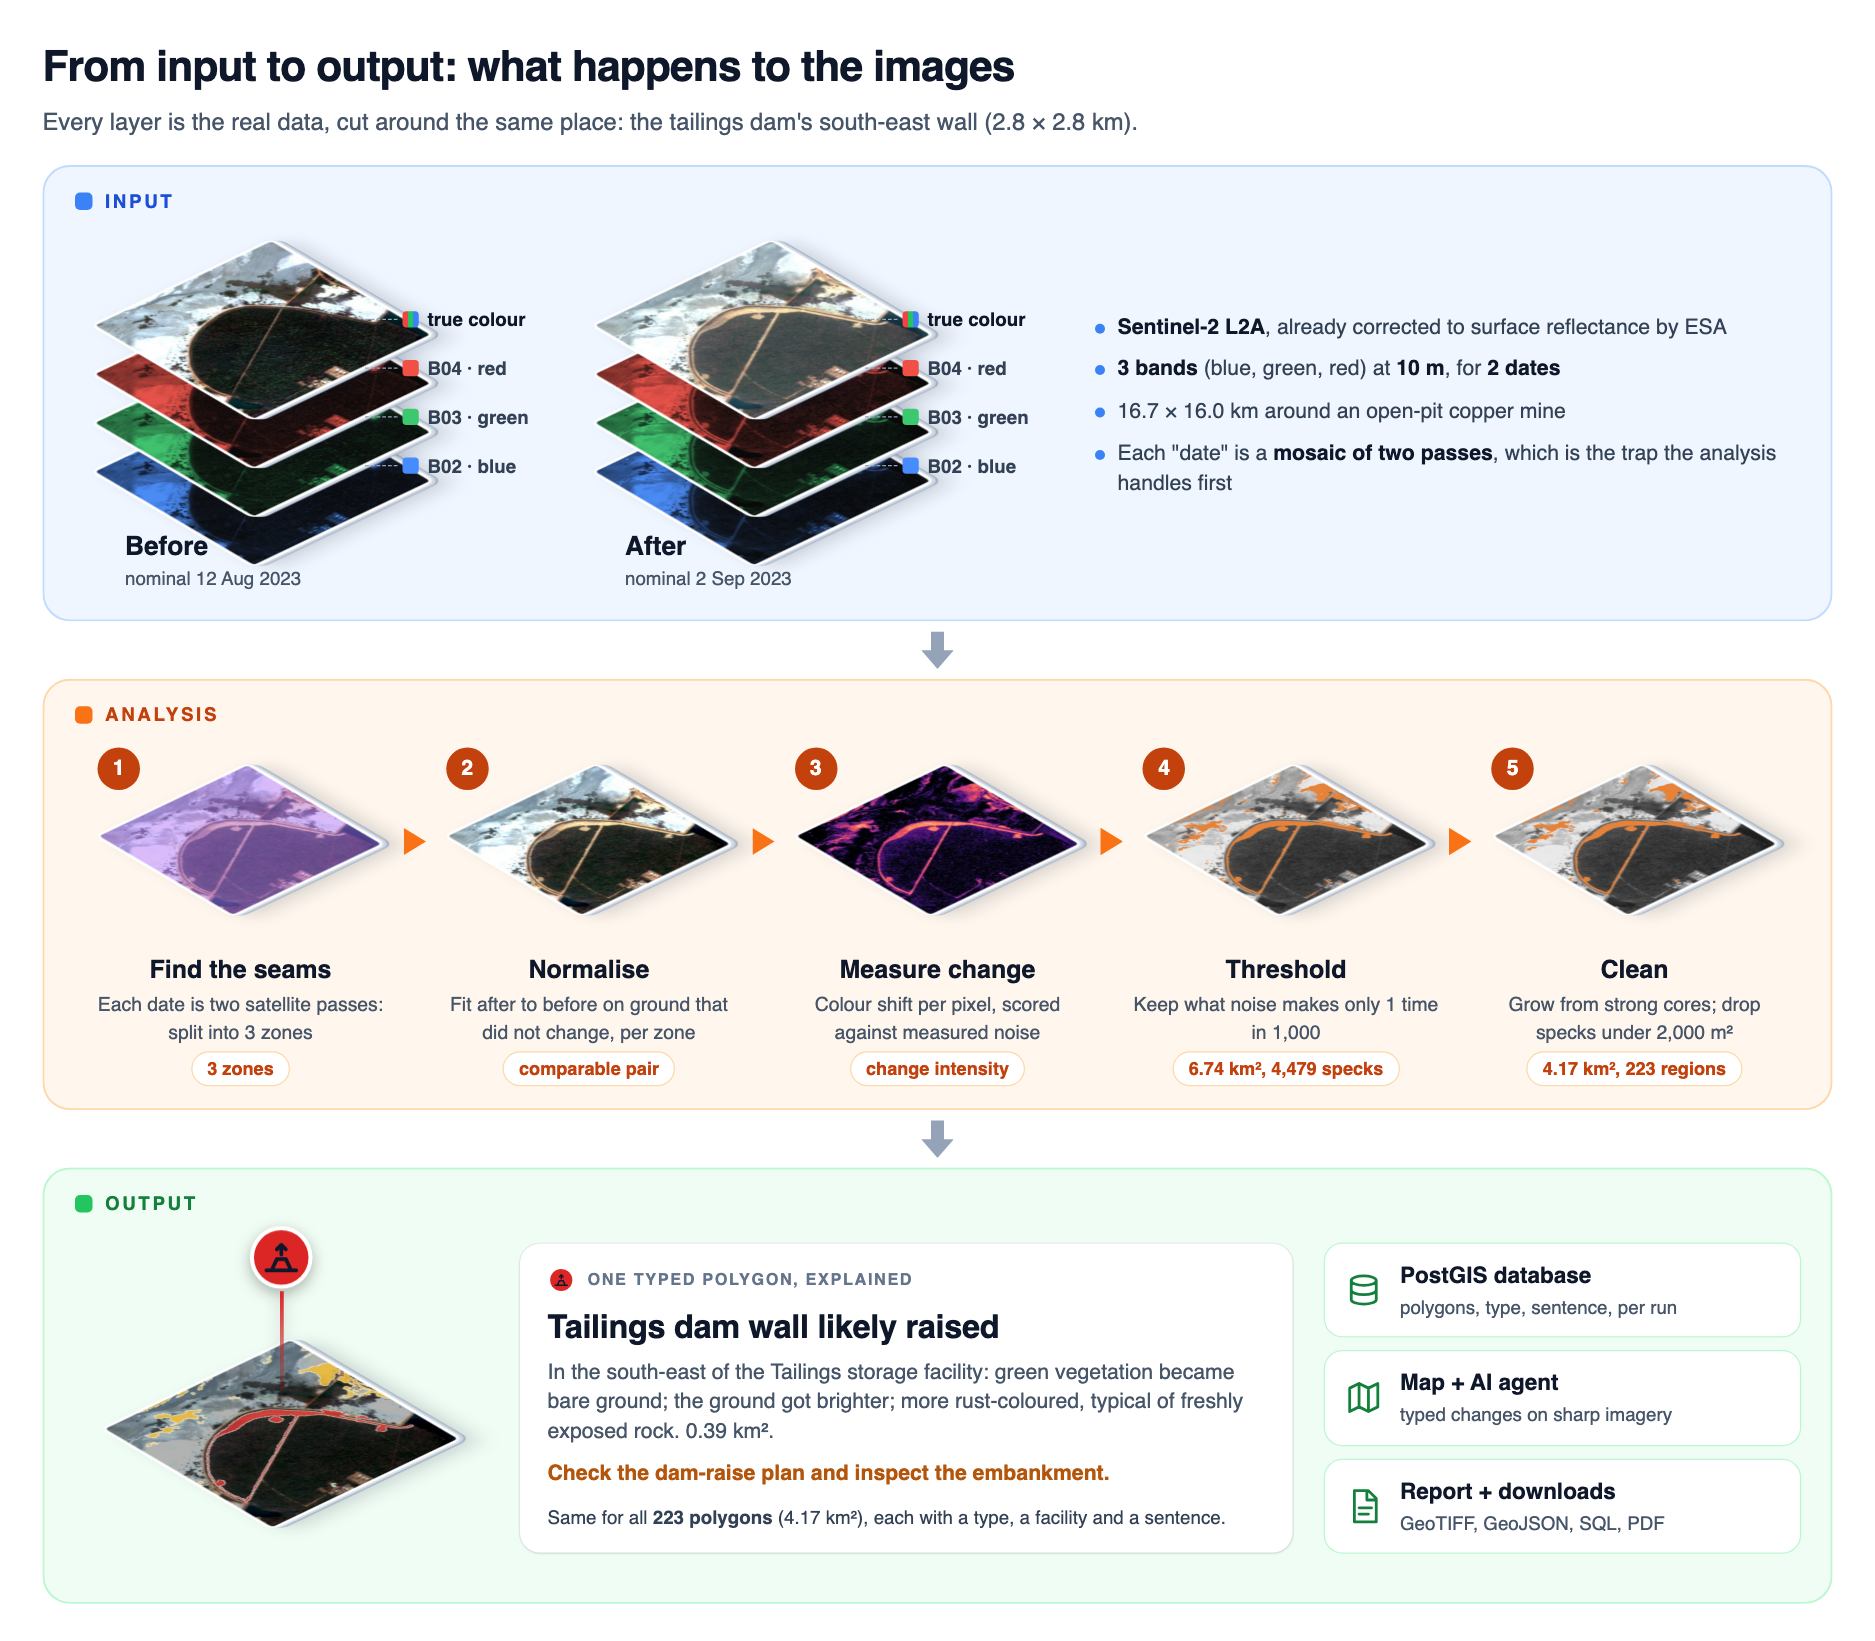 From input to output: what happens to the images
Every layer is the real data, cut around the same place: the tailings dam's south-east wall (2.8 × 2.8 km).
INPUT
true colour
B04 · red
B03 · green
B02 · blue
Before
nominal 12 Aug 2023
true colour
B04 · red
B03 · green
B02 · blue
After
nominal 2 Sep 2023
Sentinel-2 L2A, already corrected to surface reflectance by ESA
3 bands (blue, green, red) at 10 m, for 2 dates
16.7 × 16.0 km around an open-pit copper mine
Each "date" is a mosaic of two passes, which is the trap the analysis
handles first
ANALYSIS
1
Find the seams
Each date is two satellite passes:
split into 3 zones
3 zones
2
Normalise
Fit after to before on ground that
did not change, per zone
comparable pair
3
Measure change
Colour shift per pixel, scored
against measured noise
change intensity
4
Threshold
Keep what noise makes only 1 time
in 1,000
6.74 km², 4,479 specks
5
Clean
Grow from strong cores; drop
specks under 2,000 m²
4.17 km², 223 regions
OUTPUT
ONE TYPED POLYGON, EXPLAINED
Tailings dam wall likely raised
In the south-east of the Tailings storage facility: green vegetation became
bare ground; the ground got brighter; more rust-coloured, typical of freshly
exposed rock. 0.39 km².
Check the dam-raise plan and inspect the embankment.
Same for all 223 polygons (4.17 km²), each with a type, a facility and a sentence.
PostGIS database
polygons, type, sentence, per run
Map + AI agent
typed changes on sharp imagery
Report + downloads
GeoTIFF, GeoJSON, SQL, PDF